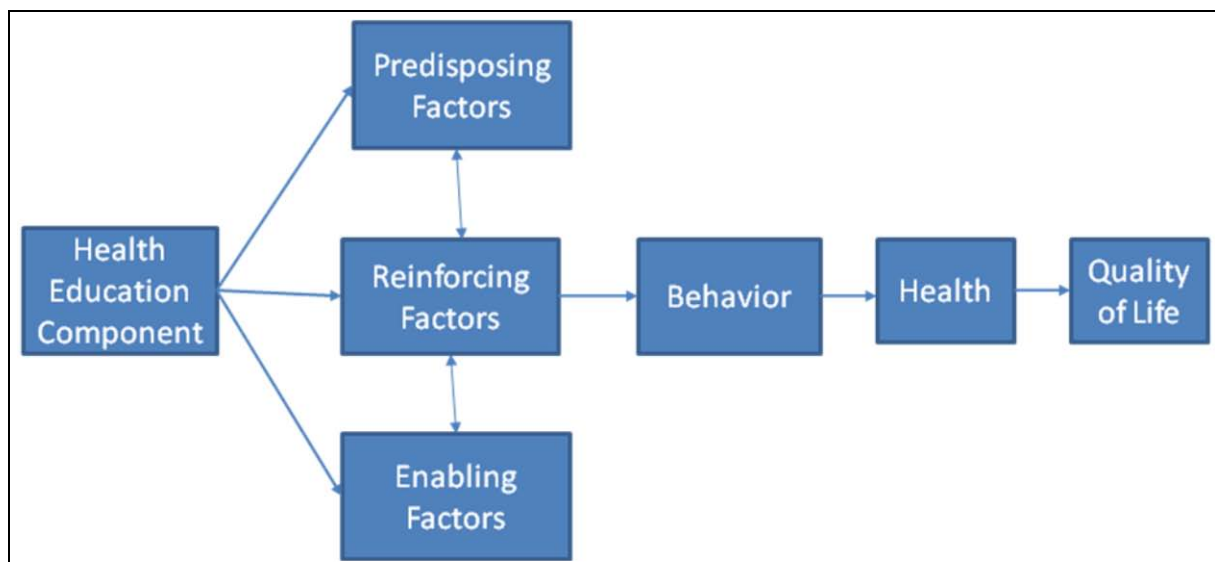 Predisposing
Factors
Health
Education
Component
Reinforcing
Factors
Behavior
Health
Quality
of Life
Enabling
Factors